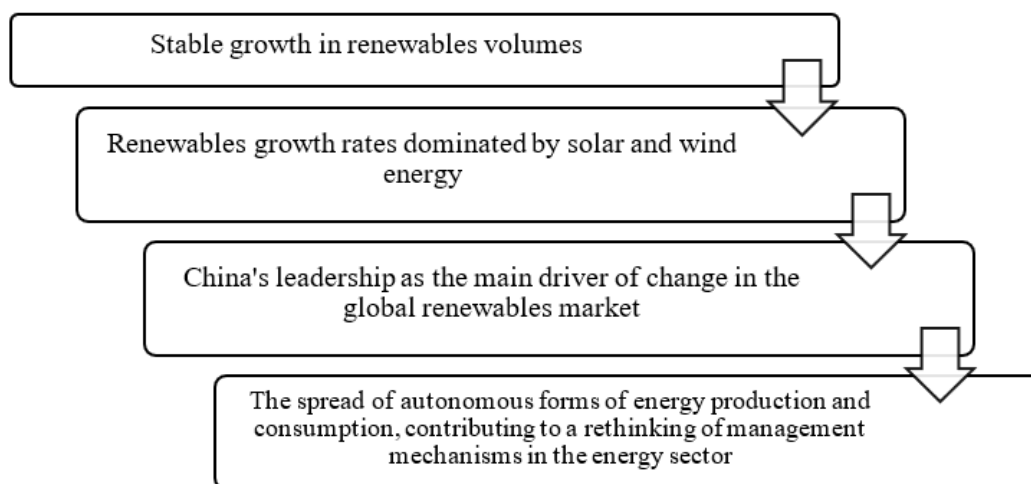 Stable growth in renewables volumes
Renewables growth rates dominated by solar and wind
energy
China's leadership as the main driver of change in the
global renewables market
The spread of autonomous forms of energy production and
consumption, contributing to a rethinking of management
mechanisms in the energy sector